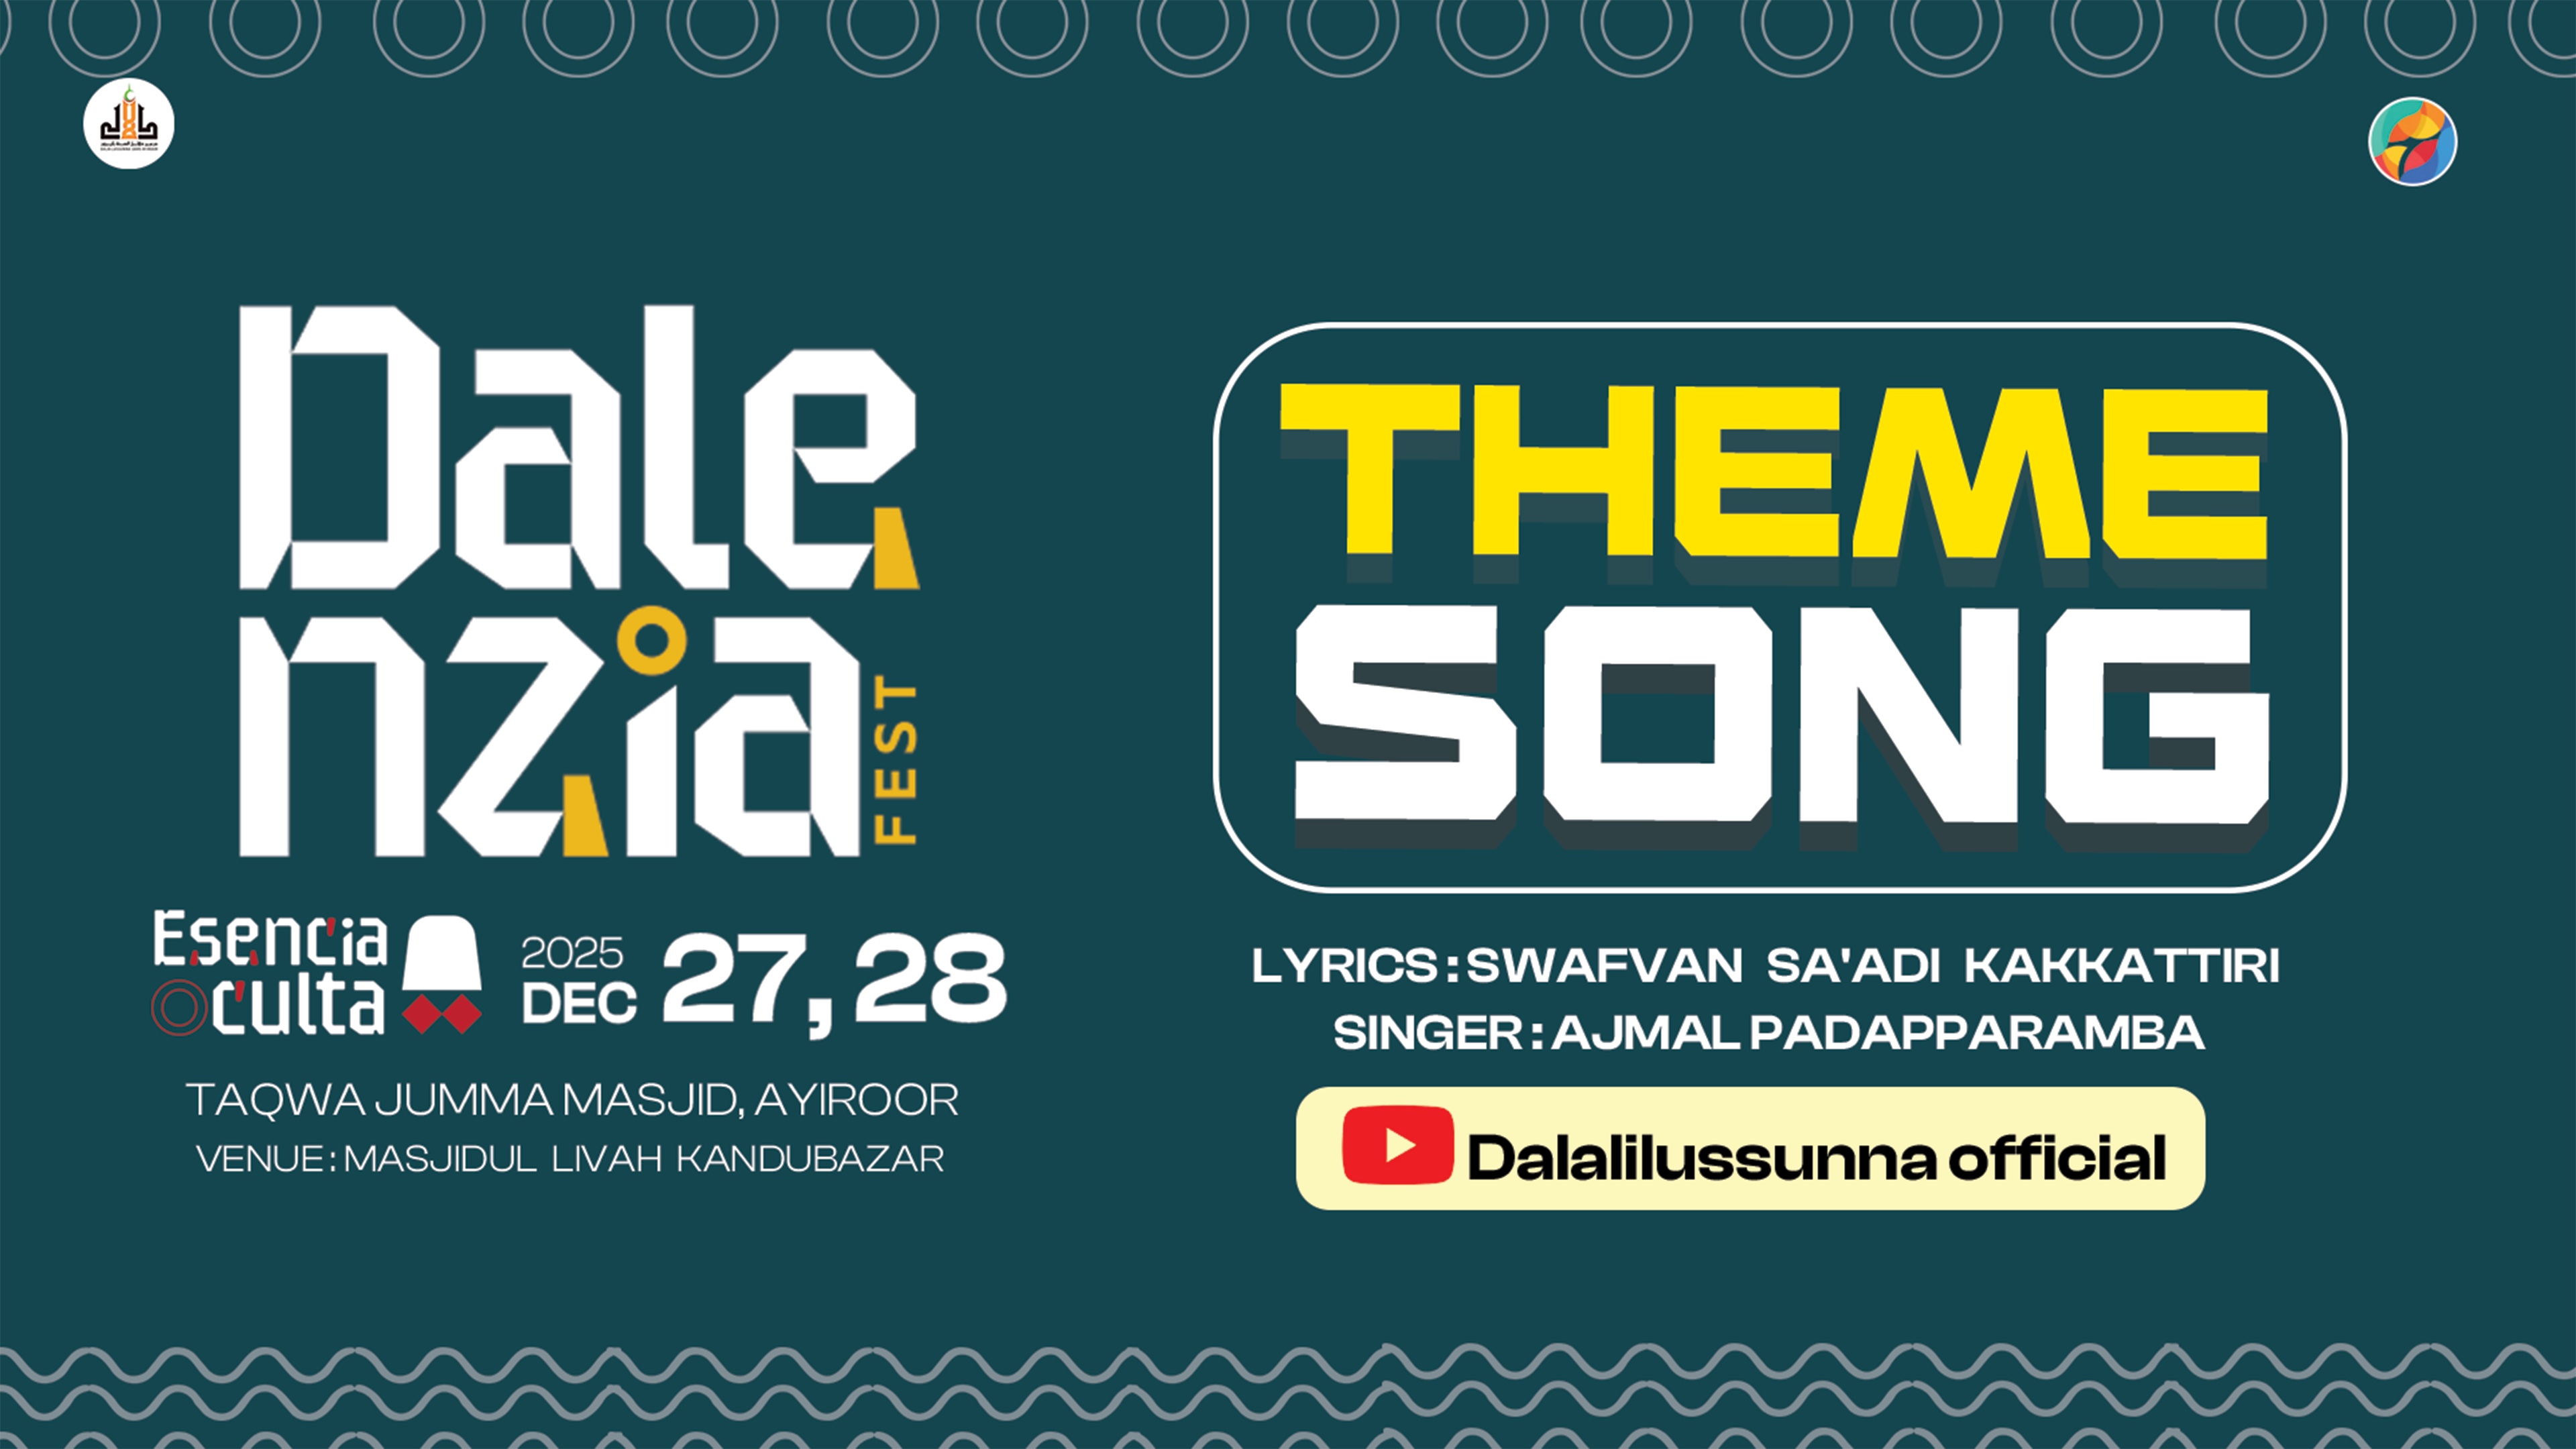 Dale
nzia
FEST
Esencia
Oculta
2025
DEC 27, 28
TAQWA JUMMA MASJID, AYIROOR
VENUE : MASJIDUL LIVAH KANDUBAZAR
THEME
SONG
LYRICS : SWAFVAN SA'ADI KAKKATTIRI
SINGER : AJMAL PADAPPARAMBA
Dalalilussunna official